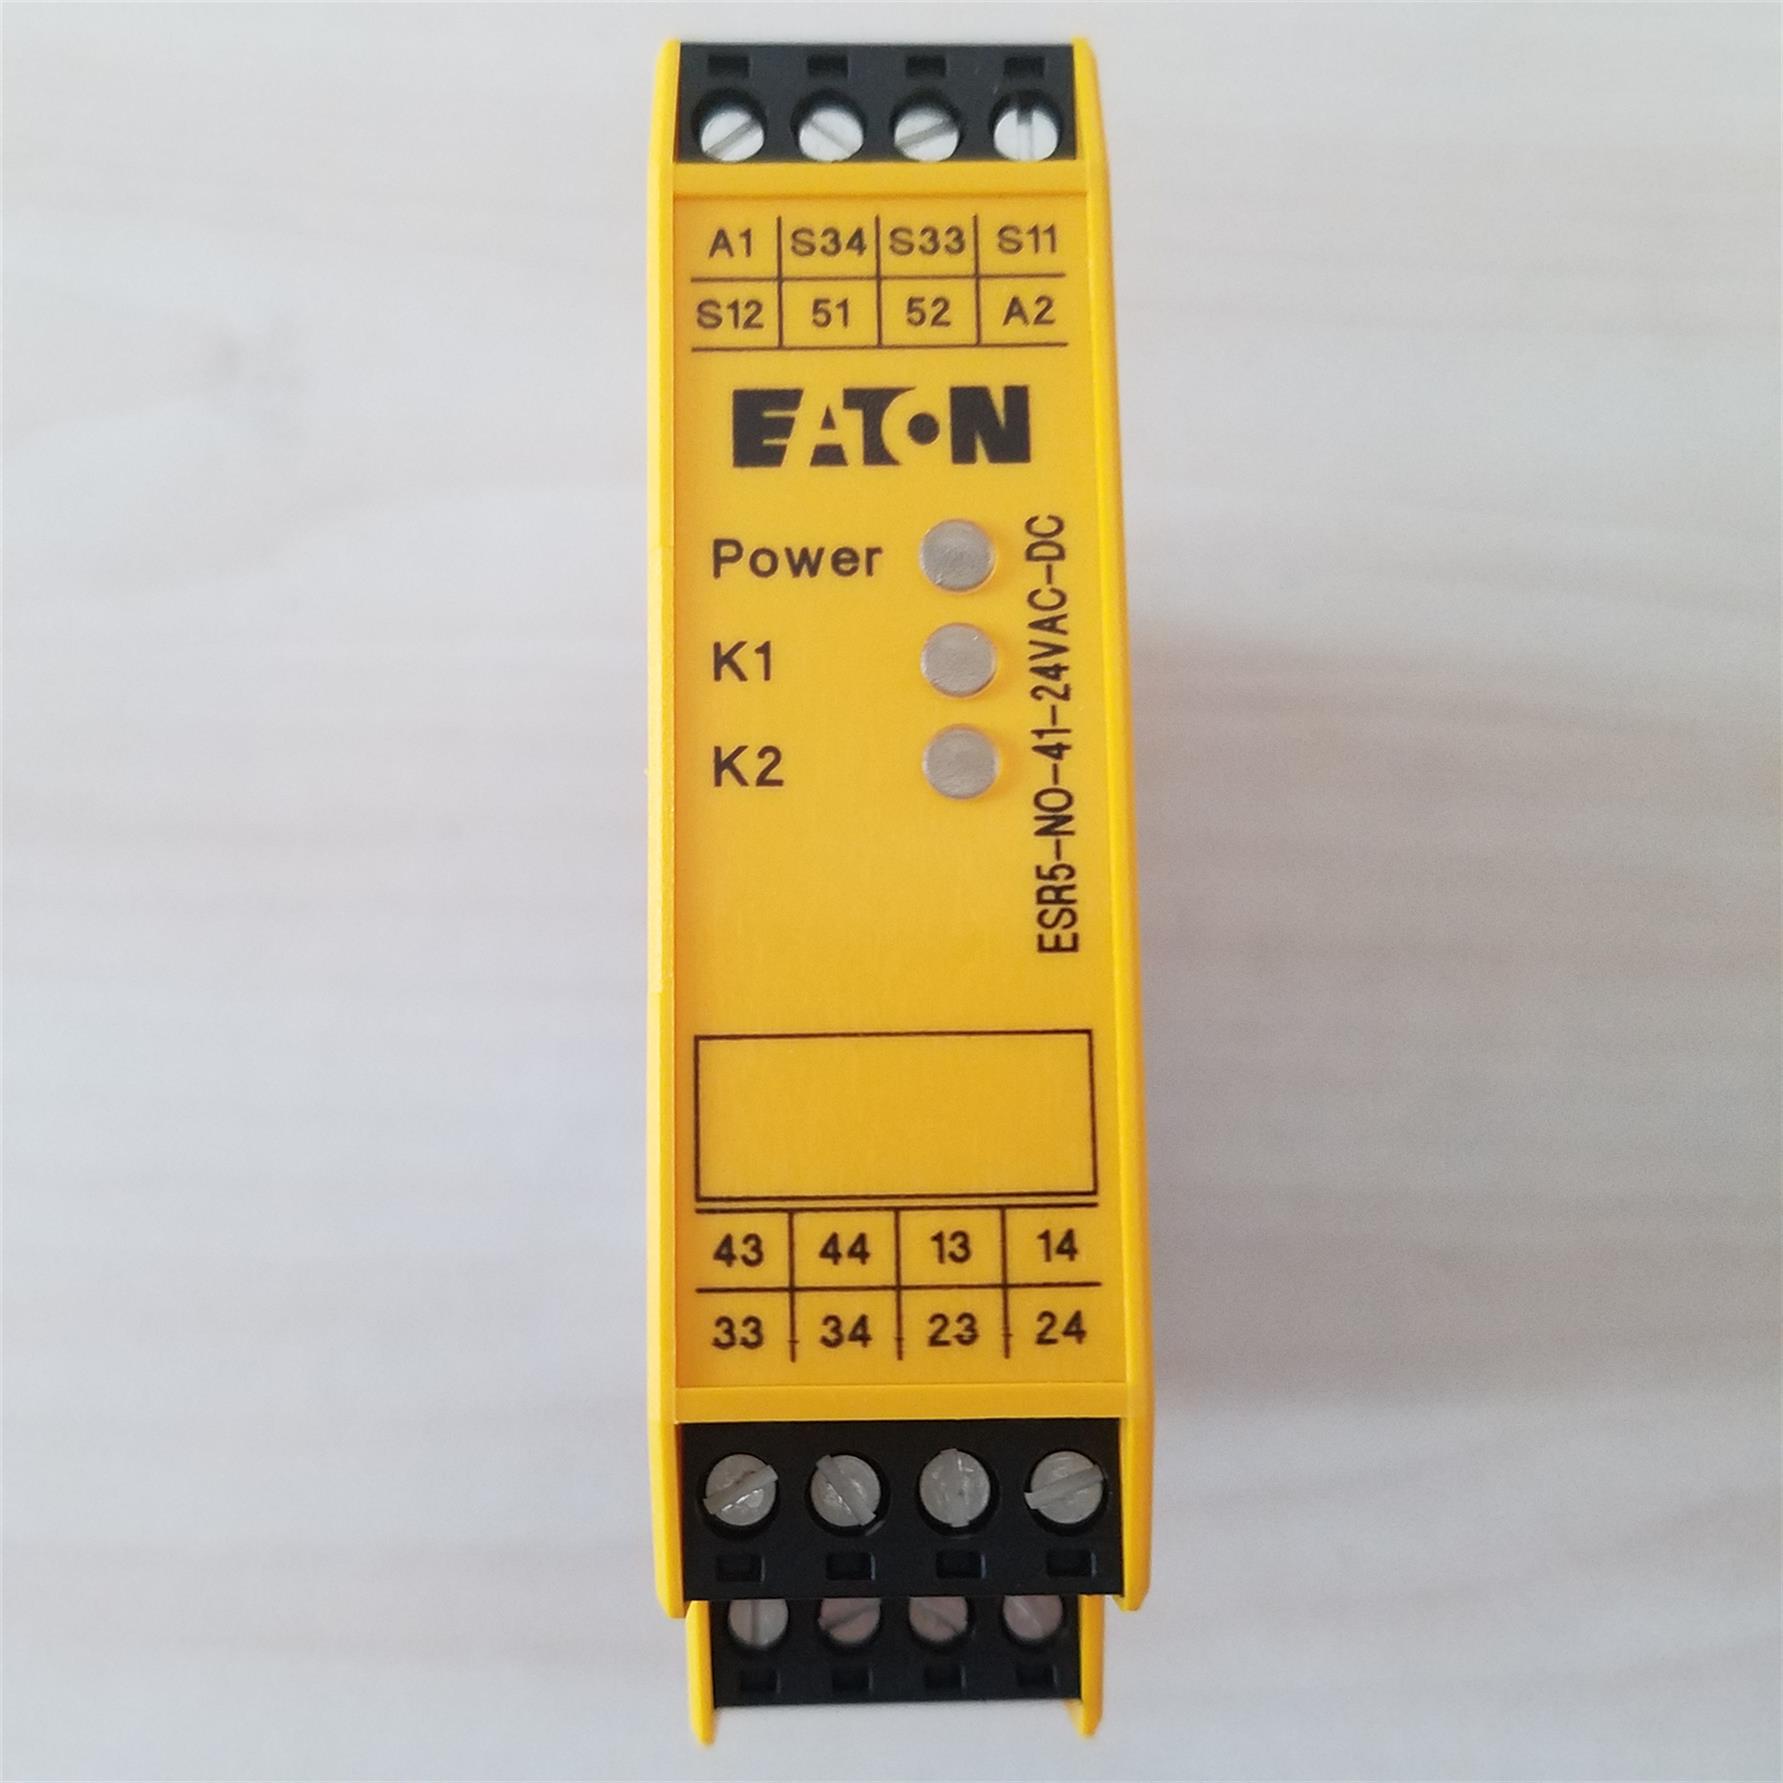 A1 S34 S33 S11
S12 51 52 A2
EATON
Power
K1
K2
ESR5-NO-41-24VAC-DC
43 44 13 14
33 34 23 24